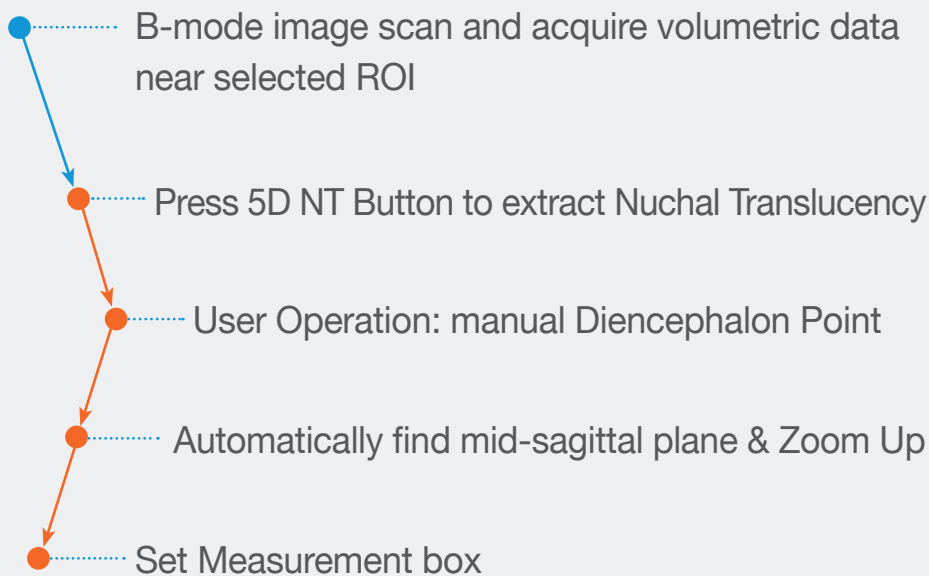 B-mode image scan and acquire volumetric data
near selected ROI
Press 5D NT Button to extract Nuchal Translucency
User Operation: manual Diencephalon Point
Automatically find mid-sagittal plane & Zoom Up
Set Measurement box